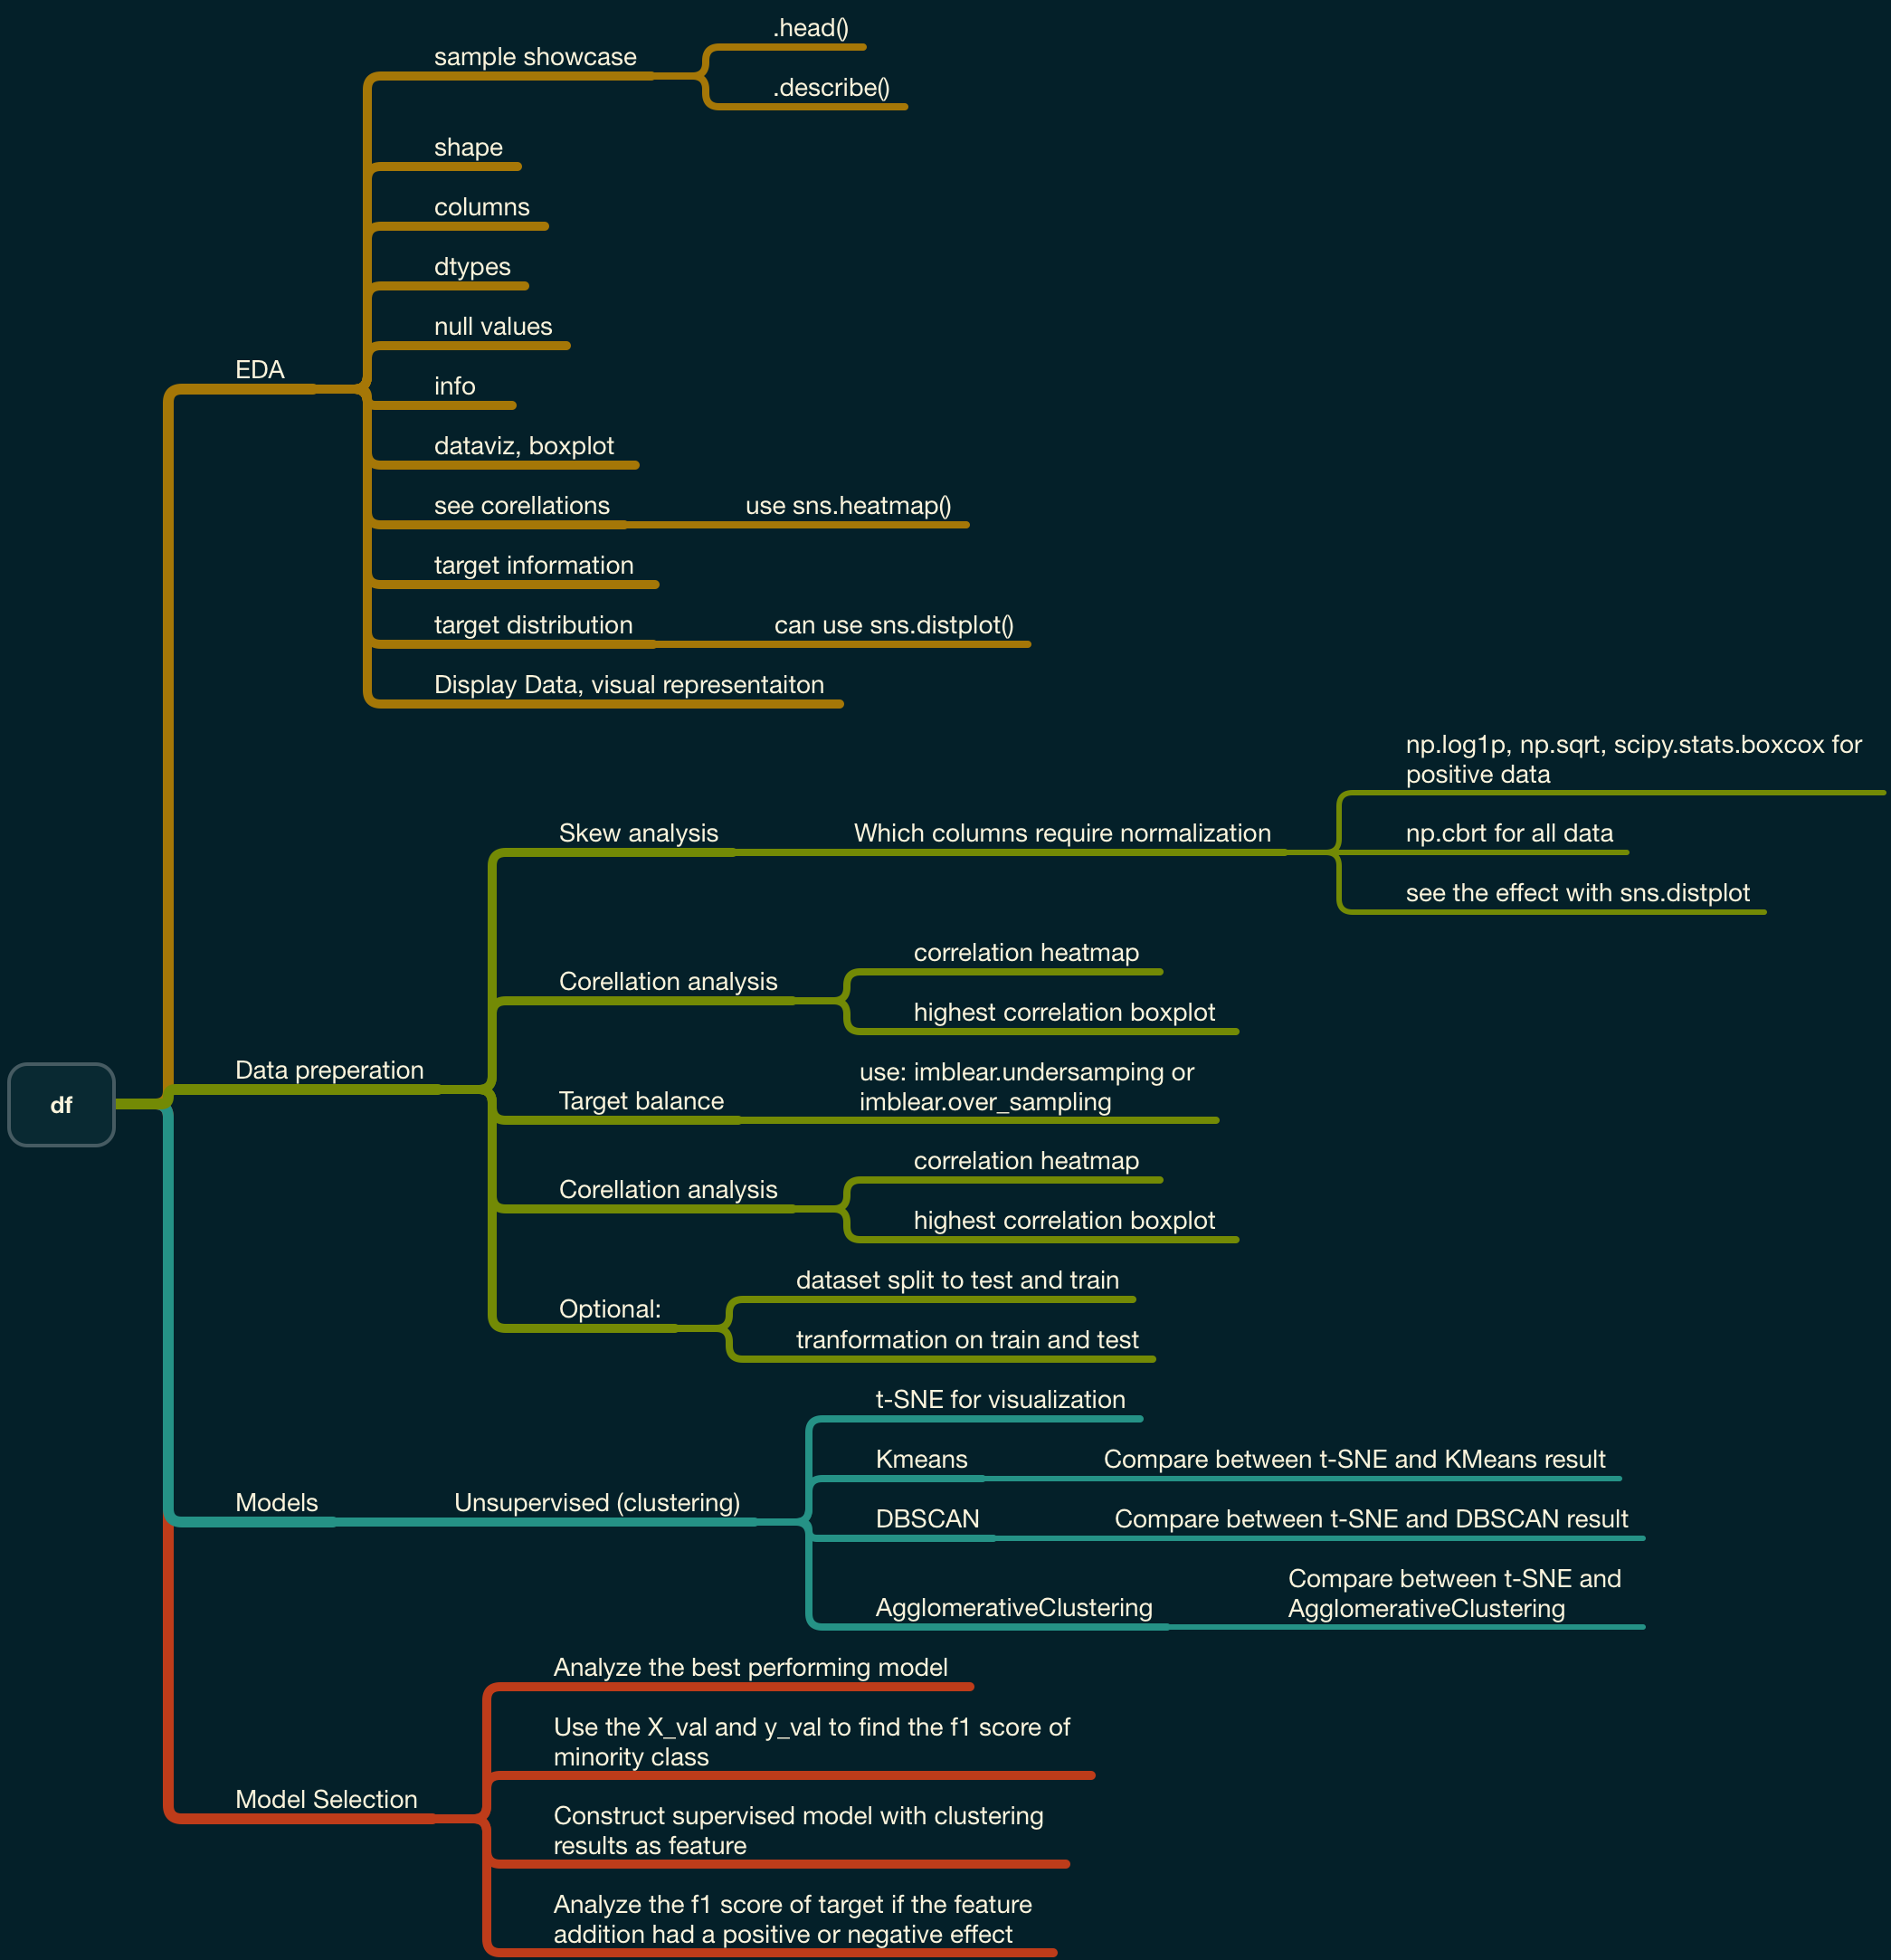 .head()
sample showcase
.describe()
shape
columns
dtypes
null values
EDA
info
dataviz, boxplot
see corellations
use sns.heatmap()
target information
target distribution
can use sns.distplot()
Display Data, visual representaiton
np.log1p, np.sqrt, scipy.stats.boxcox for
positive data
Skew analysis
Which columns require normalization
np.cbrt for all data
see the effect with sns.distplot
correlation heatmap
Corellation analysis
highest correlation boxplot
Data preperation
df
use: imblear.undersamping or
imblear.over_sampling
Target balance
correlation heatmap
Corellation analysis
highest correlation boxplot
dataset split to test and train
Optional:
tranformation on train and test
t-SNE for visualization
Kmeans
Compare between t-SNE and KMeans result
Models
Unsupervised (clustering)
DBSCAN
Compare between t-SNE and DBSCAN result
Compare between t-SNE and
AgglomerativeClustering
AgglomerativeClustering
Analyze the best performing model
Use the X_val and y_val to find the f1 score of
minority class
Model Selection
Construct supervised model with clustering
results as feature
Analyze the f1 score of target if the feature
addition had a positive or negative effect